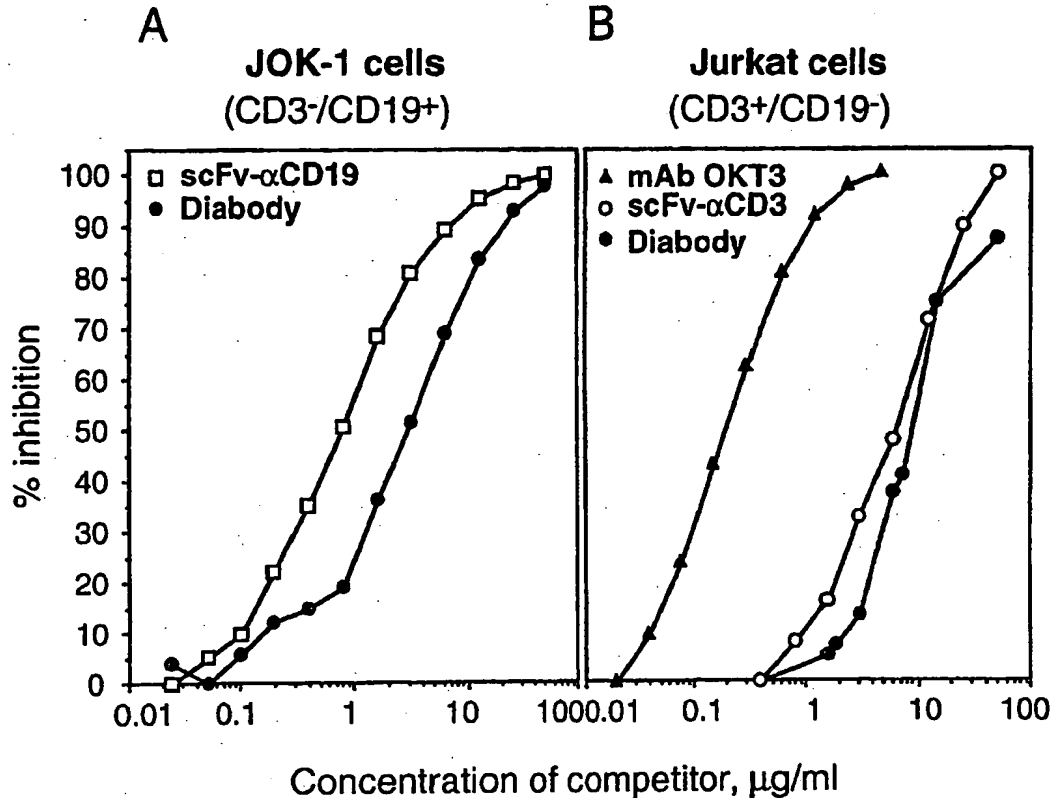 A
JOK-1 cells
(CD3-/CD19+)
□ scFv-αCD19
● Diabody
100
90
80
70
60
50
40
30
20
10
0
% inhibition
0.01 0.1 1 10 100
B
Jurkat cells
(CD3+/CD19-)
▲ mAb OKT3
○ scFv-αCD3
● Diabody
0.01 0.1 1 10 100
Concentration of competitor, μg/ml